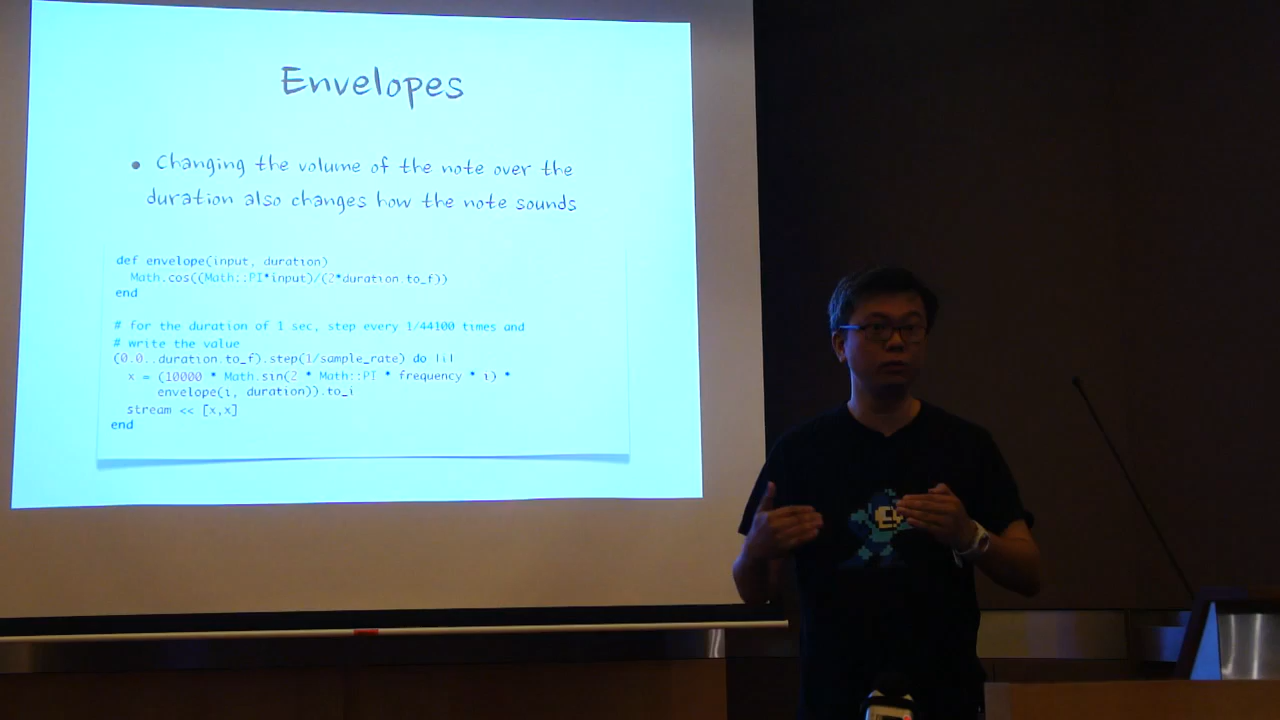 Envelopes
• Changing the volume of the note over the
duration also changes how the note sounds
def envelope(input, duration)
Math.cos((Math::PI*input)/(2*duration.to_f))
end
# for the duration of 1 sec, step every 1/44100 times and
# write the value
(0.0..duration.to_f).step(1/sample_rate) do |i|
x = (10000 * Math.sin(2 * Math::PI * frequency * i) *
envelope(i, duration)).to_i
stream << [x,x]
end